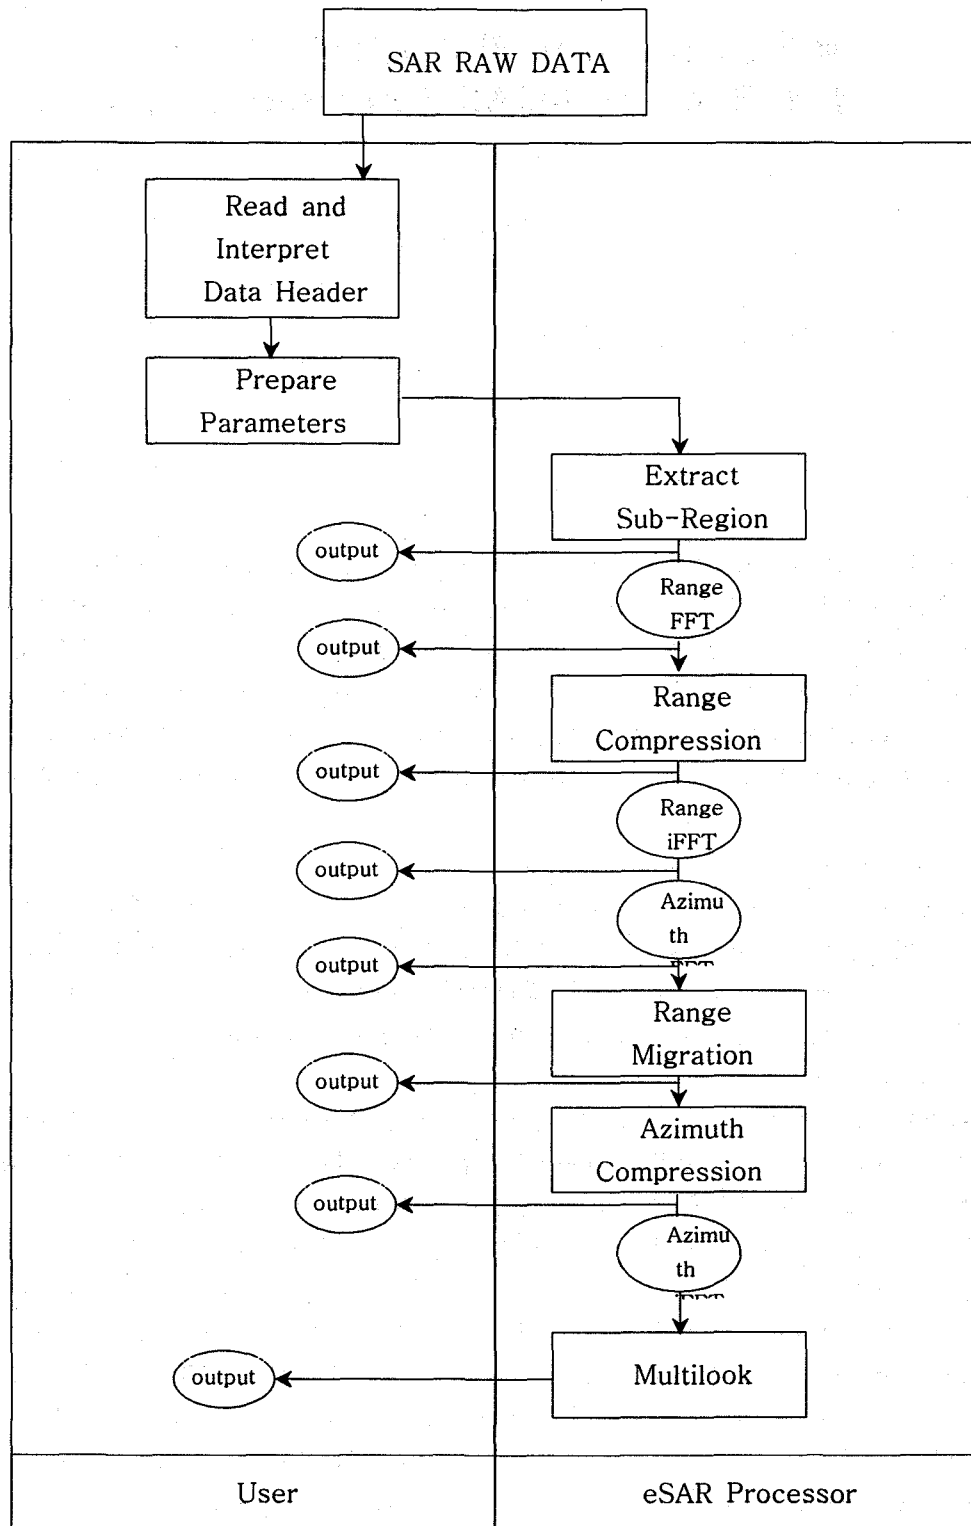 SAR RAW DATA
Read and
Interpret
Data Header
Prepare
Parameters
Extract
Sub-Region
output
Range
FFT
output
Range
Compression
output
Range
iFFT
output
Azimu
th
output
Range
Migration
output
Azimuth
Compression
output
Azimu
th
Multilook
output
User
eSAR Processor